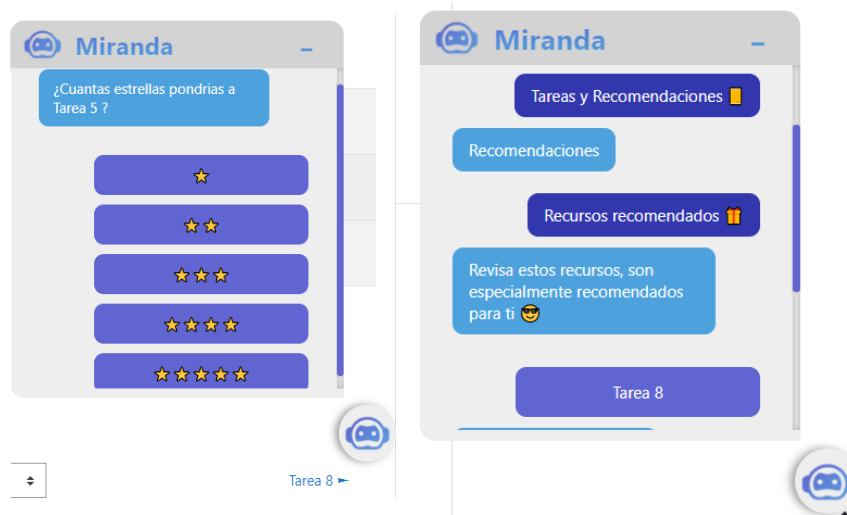 Miranda
¿Cuantas estrellas pondrias a
Tarea 5 ?
Tarea 8 ►
Miranda
Tareas y Recomendaciones
Recomendaciones
Recursos recomendados
Revisa estos recursos, son
especialmente recomendados
para ti
Tarea 8